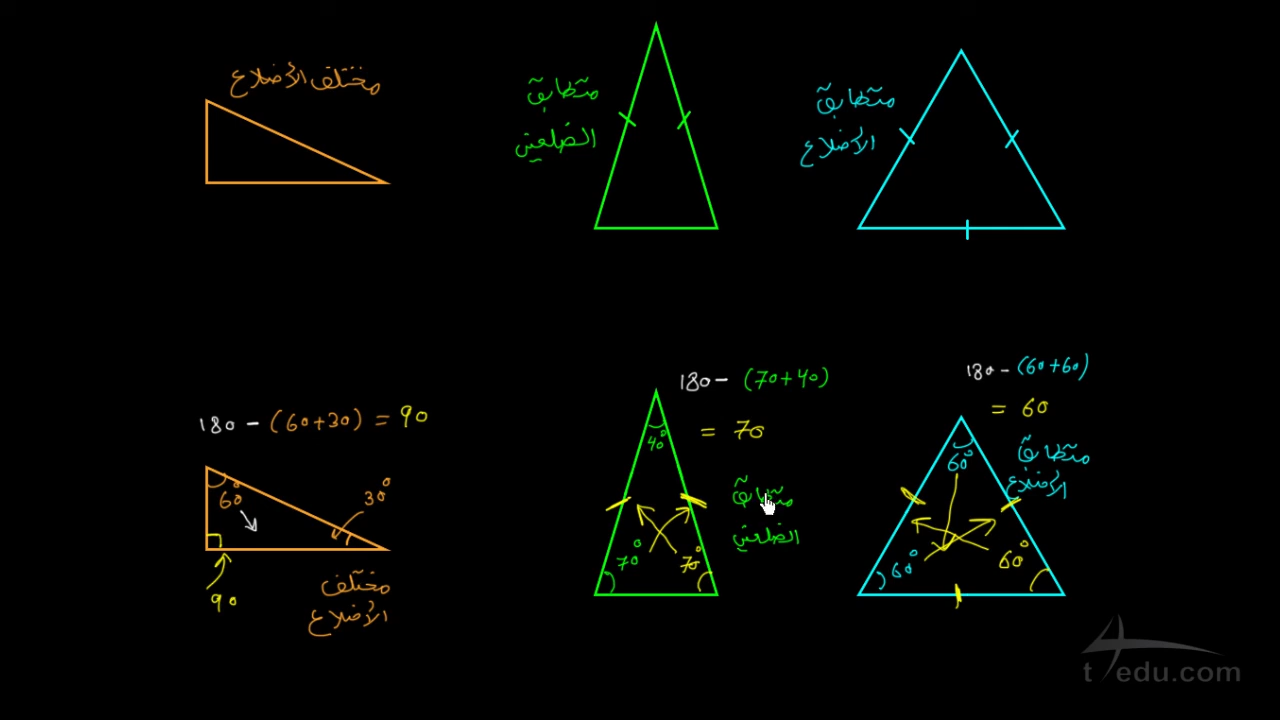 مختلف الأضلاع
متطابق
الضلعين
متطابق
الأضلاع
180 - (60+30) = 90
60°
30°
90
مختلف
الأضلاع
180 - (70+40)
= 70
40°
متطابق
الضلعين
70°
70°
180 - (60+60)
= 60
متطابق
الأضلاع
60°
60°
60°
t4edu.com